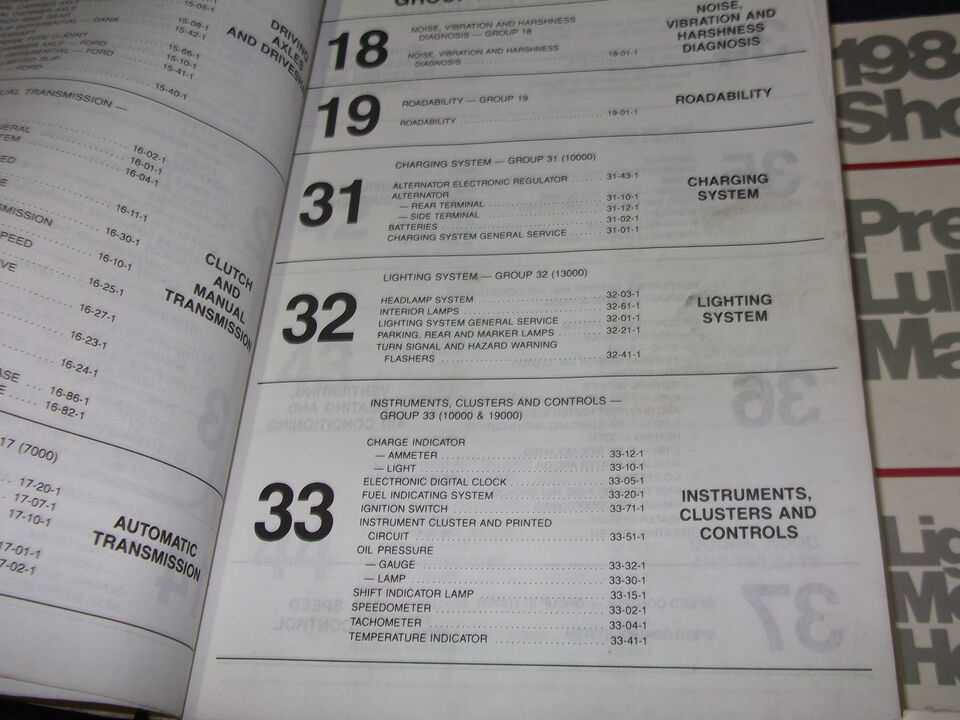 DRIVING
AXLES
AND DRIVESHA
DANA
15-05-1
15-08-1
15-42-1
FORD
15-66-1
FORD
15-10-1
15-41-1
FORD
15-40-1
TRANSMISSION —
16-02-1
16-01-1
16-04-1
16-11-1
16-30-1
SPEED
16-10-1
16-25-1
16-27-1
16-23-1
16-24-1
16-86-1
16-82-1
CLUTCH
AND
MANUAL
TRANSMISSION
17 (7000)
17-20-1
17-07-1
17-10-1
17-01-1
17-02-1
AUTOMATIC
TRANSMISSION
18
NOISE, VIBRATION AND HARSHNESS
DIAGNOSIS — GROUP 18
NOISE, VIBRATION AND HARSHNESS
DIAGNOSIS 18-01-1
NOISE,
VIBRATION AND
HARSHNESS
DIAGNOSIS
19
ROADABILITY — GROUP 19
ROADABILITY 19-01-1
ROADABILITY
31
CHARGING SYSTEM — GROUP 31 (10000)
ALTERNATOR ELECTRONIC REGULATOR 31-43-1
ALTERNATOR
— REAR TERMINAL 31-10-1
— SIDE TERMINAL 31-12-1
BATTERIES 31-02-1
CHARGING SYSTEM GENERAL SERVICE 31-01-1
CHARGING
SYSTEM
32
LIGHTING SYSTEM — GROUP 32 (13000)
HEADLAMP SYSTEM 32-03-1
INTERIOR LAMPS 32-61-1
LIGHTING SYSTEM GENERAL SERVICE 32-01-1
PARKING, REAR AND MARKER LAMPS 32-21-1
TURN SIGNAL AND HAZARD WARNING
FLASHERS 32-41-1
LIGHTING
SYSTEM
33
INSTRUMENTS, CLUSTERS AND CONTROLS —
GROUP 33 (10000 & 19000)
CHARGE INDICATOR
— AMMETER 33-12-1
— LIGHT 33-10-1
ELECTRONIC DIGITAL CLOCK 33-05-1
FUEL INDICATING SYSTEM 33-20-1
IGNITION SWITCH 33-71-1
INSTRUMENT CLUSTER AND PRINTED
CIRCUIT 33-51-1
OIL PRESSURE
— GAUGE 33-32-1
— LAMP 33-30-1
SHIFT INDICATOR LAMP 33-15-1
SPEEDOMETER 33-02-1
TACHOMETER 33-04-1
TEMPERATURE INDICATOR 33-41-1
INSTRUMENTS,
CLUSTERS AND
CONTROLS
198
Sho
Pre
Lub
Ma
Lig
Me
He